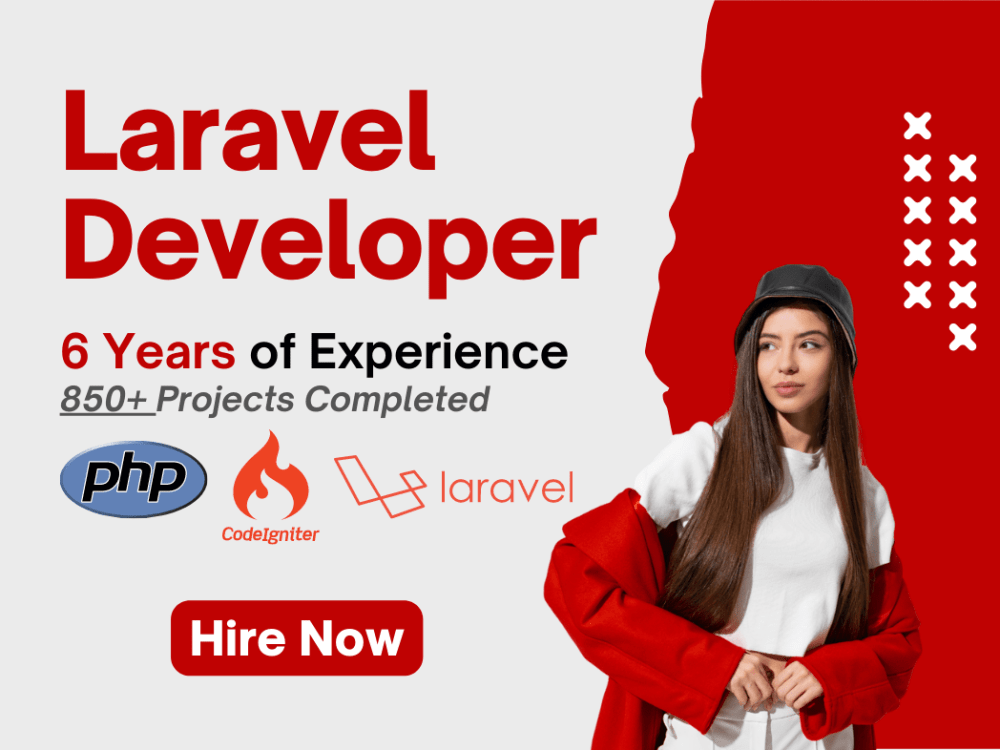 Laravel
Developer
6 Years of Experience
850+ Projects Completed
php
CodeIgniter
laravel
Hire Now